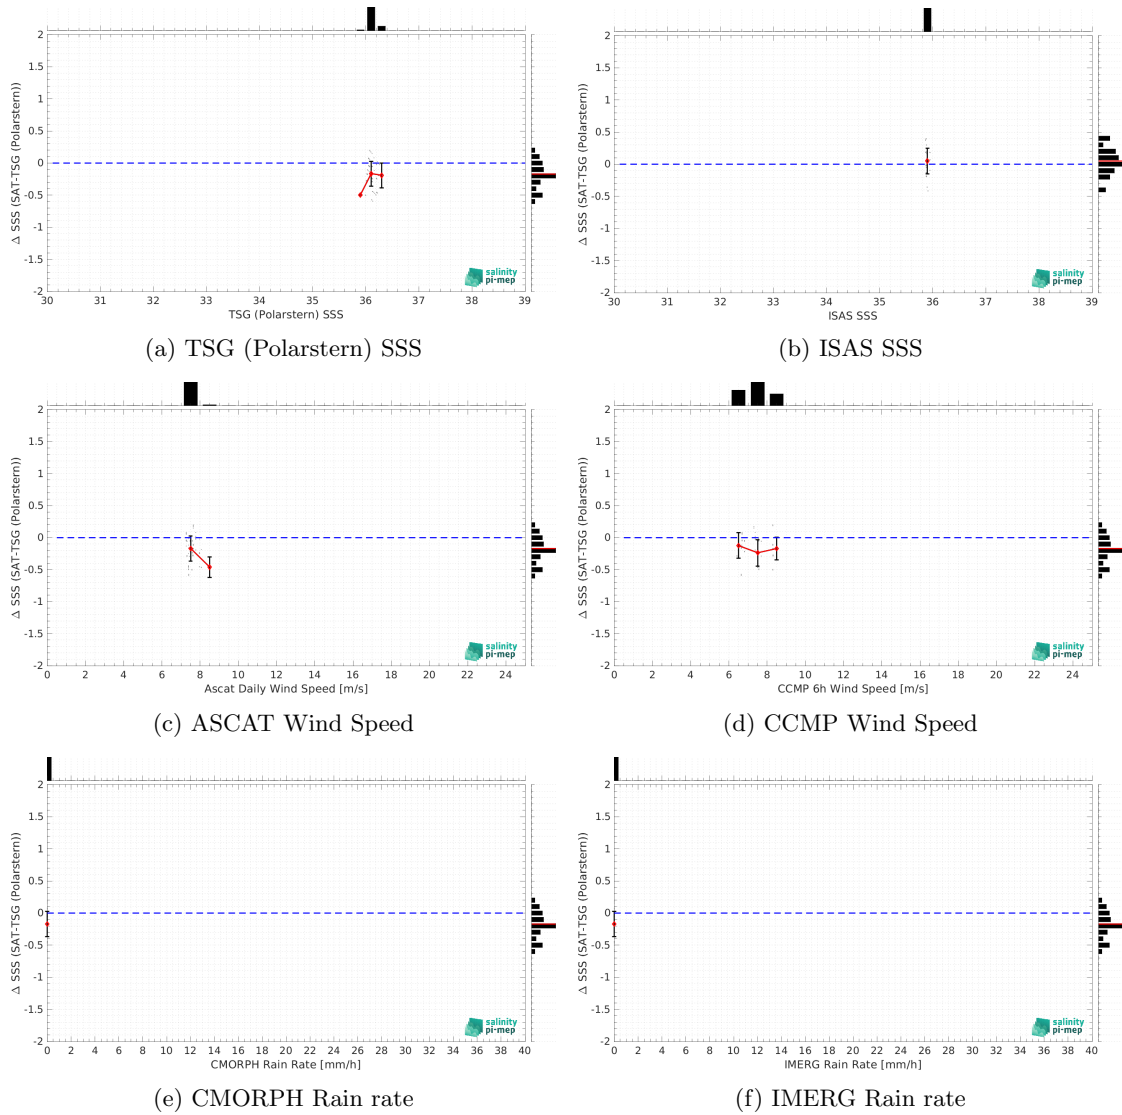 2
1.5
1
0.5
0
-0.5
-1
-1.5
-2
Δ SSS (SAT-TSG (Polarstern))
30 31 32 33 34 35 36 37 38 39
TSG (Polarstern) SSS
salinity
pi-mep
(a) TSG (Polarstern) SSS
2
1.5
1
0.5
0
-0.5
-1
-1.5
-2
Δ SSS (SAT-TSG (Polarstern))
30 31 32 33 34 35 36 37 38 39
ISAS SSS
salinity
pi-mep
(b) ISAS SSS
2
1.5
1
0.5
0
-0.5
-1
-1.5
-2
Δ SSS (SAT-TSG (Polarstern))
0 2 4 6 8 10 12 14 16 18 20 22 24
Ascat Daily Wind Speed [m/s]
salinity
pi-mep
(c) ASCAT Wind Speed
2
1.5
1
0.5
0
-0.5
-1
-1.5
-2
Δ SSS (SAT-TSG (Polarstern))
0 2 4 6 8 10 12 14 16 18 20 22 24
CCMP 6h Wind Speed [m/s]
salinity
pi-mep
(d) CCMP Wind Speed
2
1.5
1
0.5
0
-0.5
-1
-1.5
-2
Δ SSS (SAT-TSG (Polarstern))
0 2 4 6 8 10 12 14 16 18 20 22 24 26 28 30 32 34 36 38 40
CMORPH Rain Rate [mm/h]
salinity
pi-mep
(e) CMORPH Rain rate
2
1.5
1
0.5
0
-0.5
-1
-1.5
-2
Δ SSS (SAT-TSG (Polarstern))
0 2 4 6 8 10 12 14 16 18 20 22 24 26 28 30 32 34 36 38 40
IMERG Rain Rate [mm/h]
salinity
pi-mep
(f) IMERG Rain rate